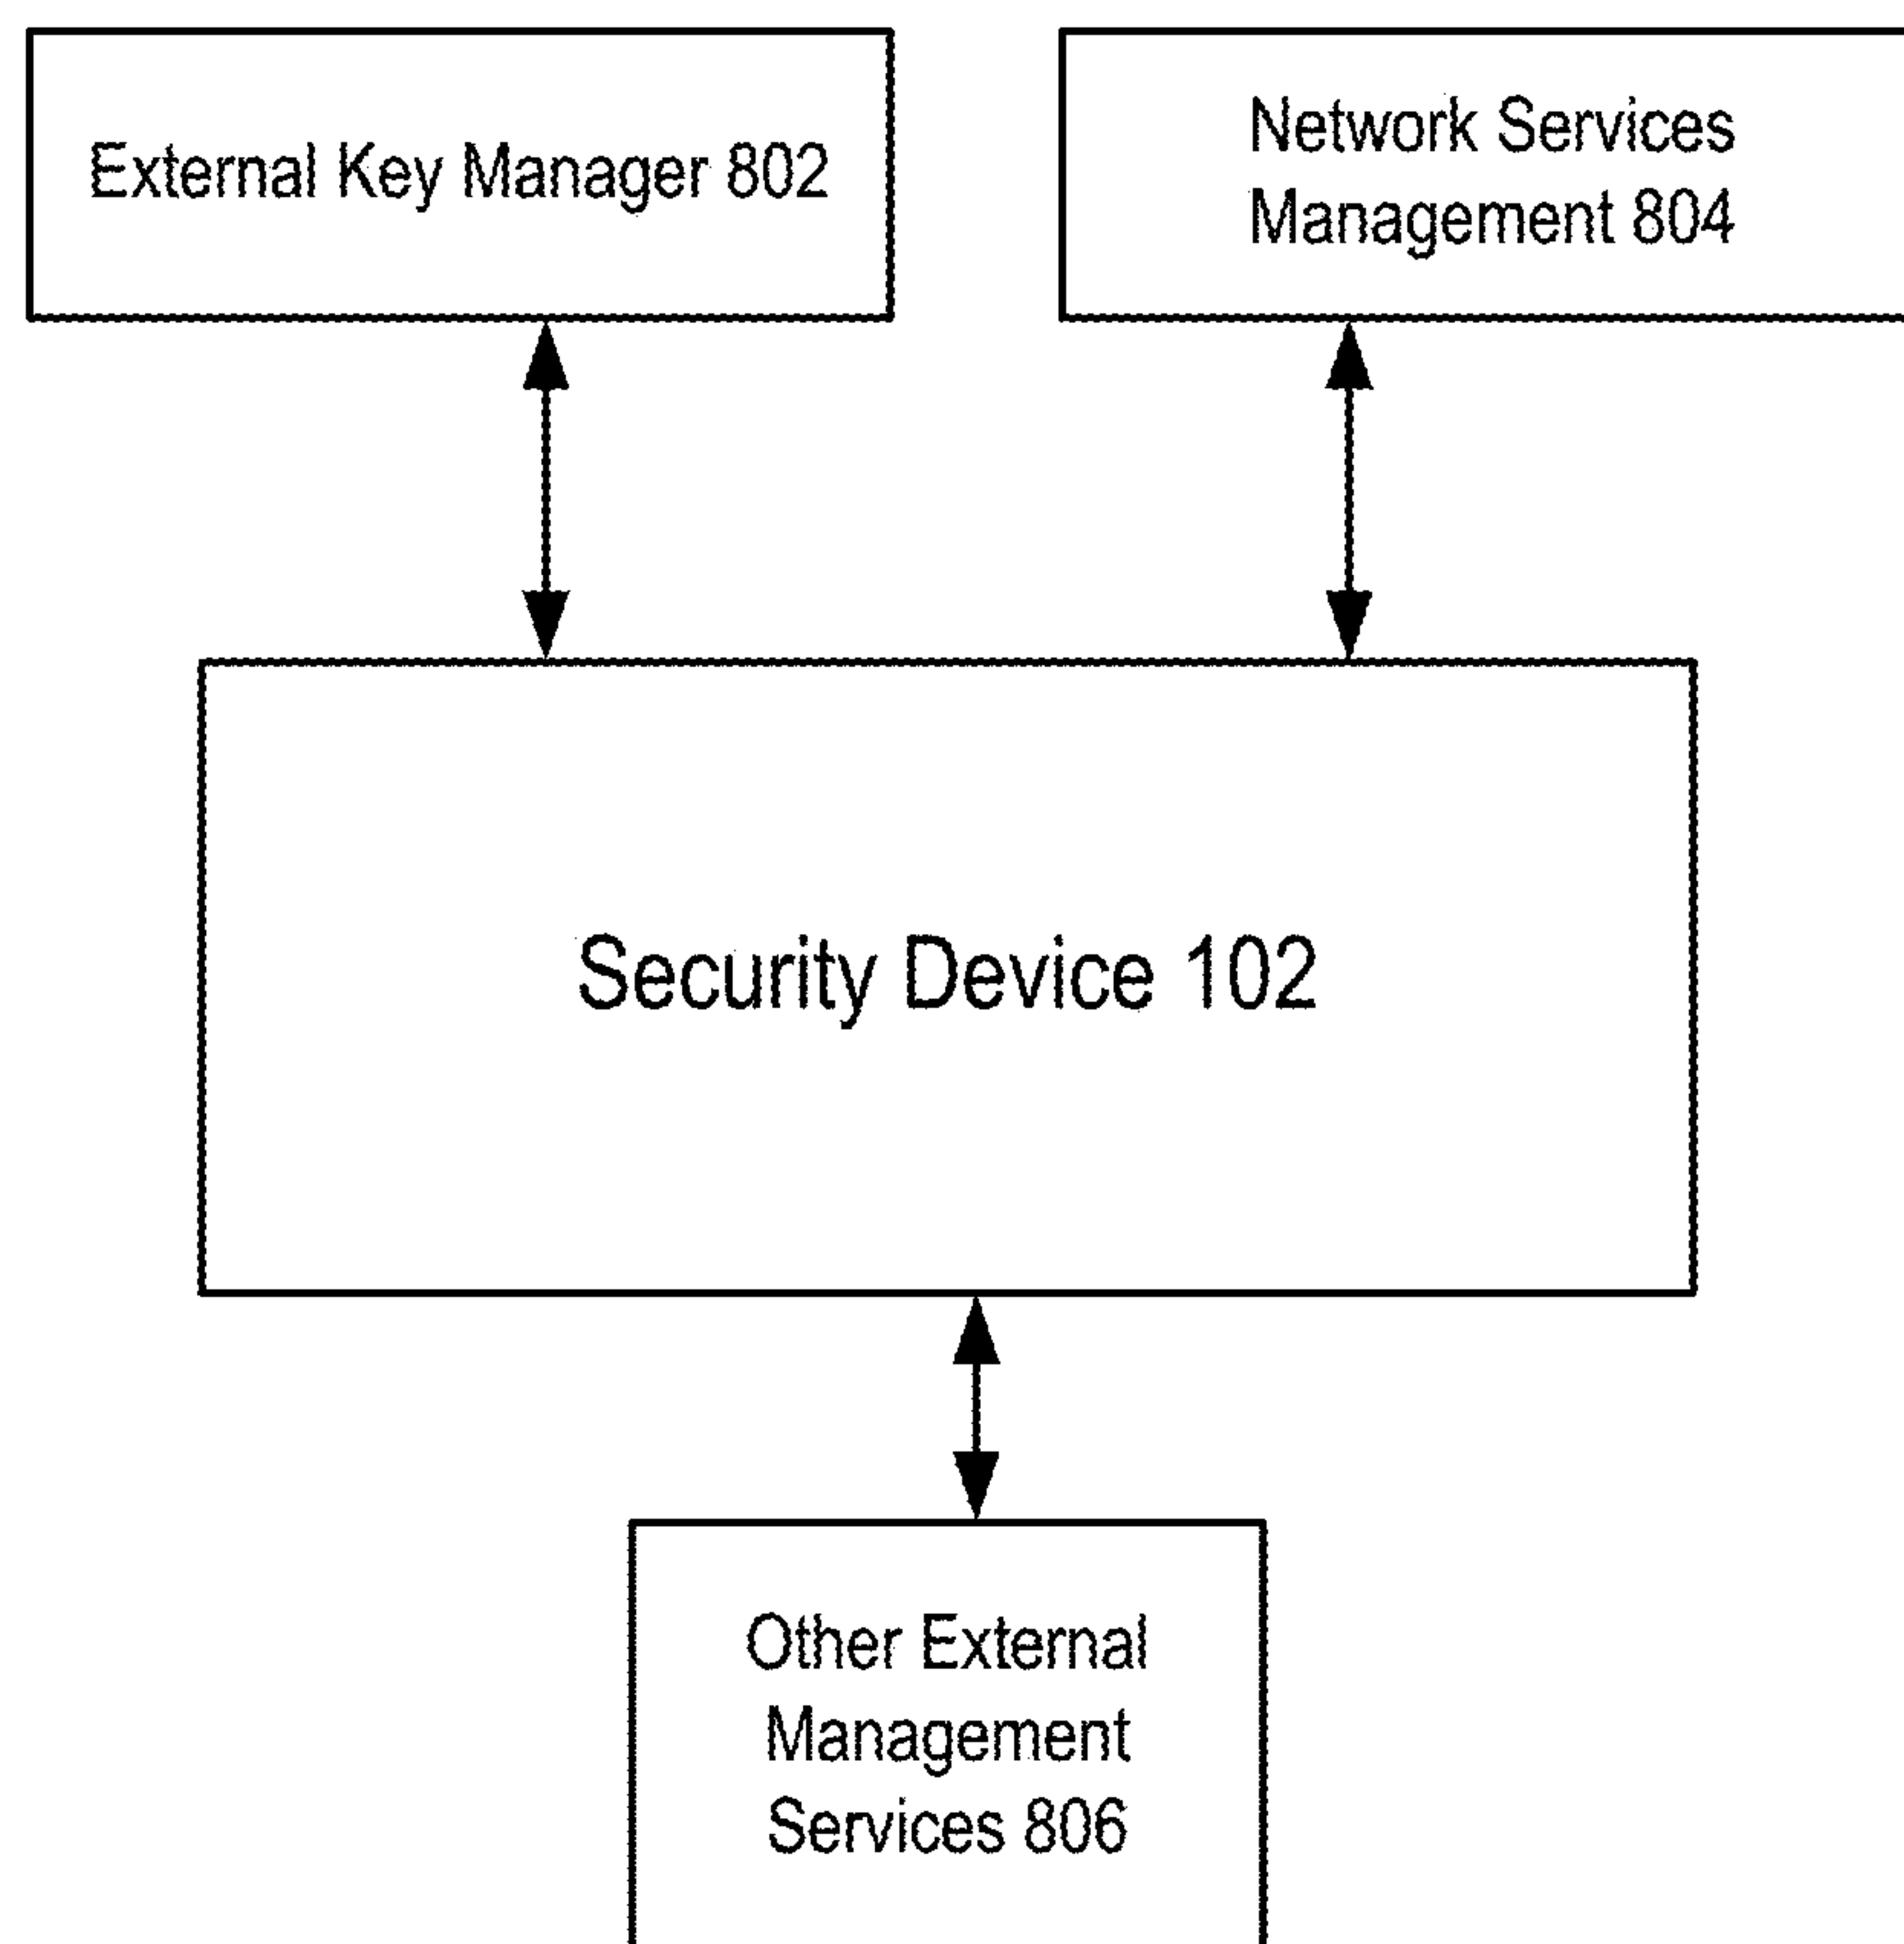 External Key Manager 802
Network Services
Management 804
Security Device 102
Other External
Management
Services 806